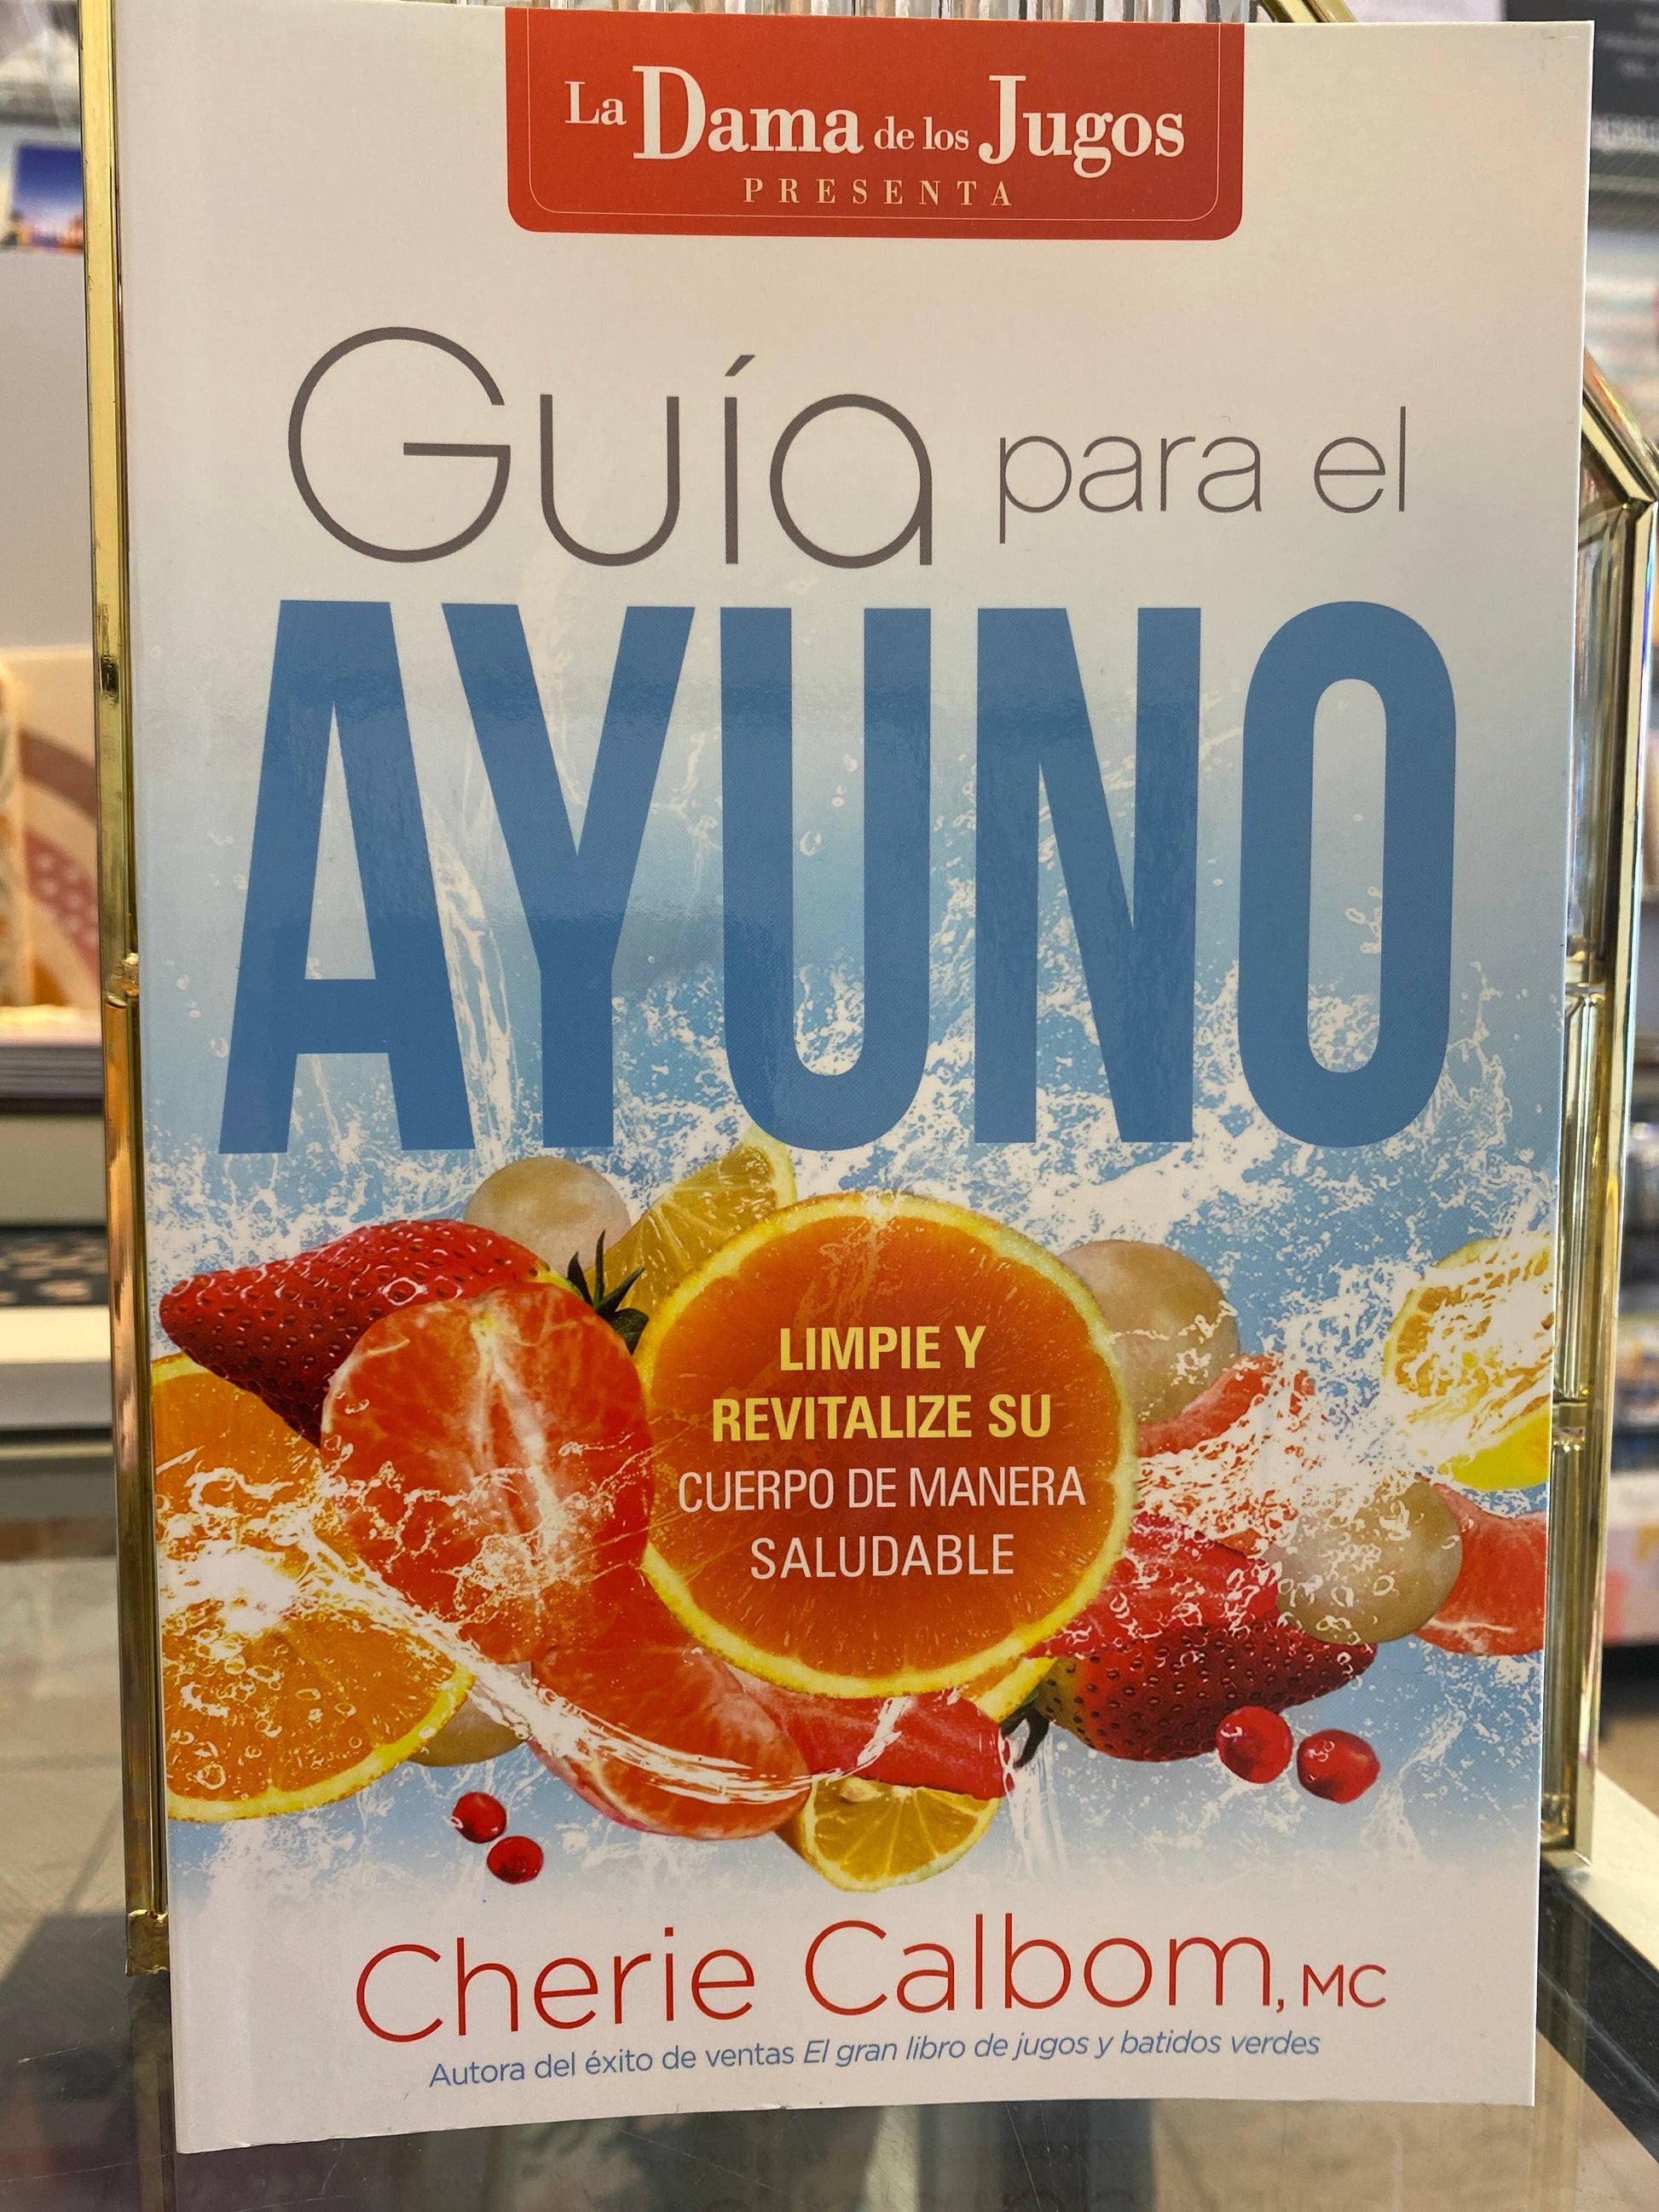 La Dama de los Jugos
PRESENTA
Guía para el
AYUNO
LIMPIE Y
REVITALIZE SU
CUERPO DE MANERA
SALUDABLE
Cherie Calbom, MC
Autora del éxito de ventas El gran libro de jugos y batidos verdes